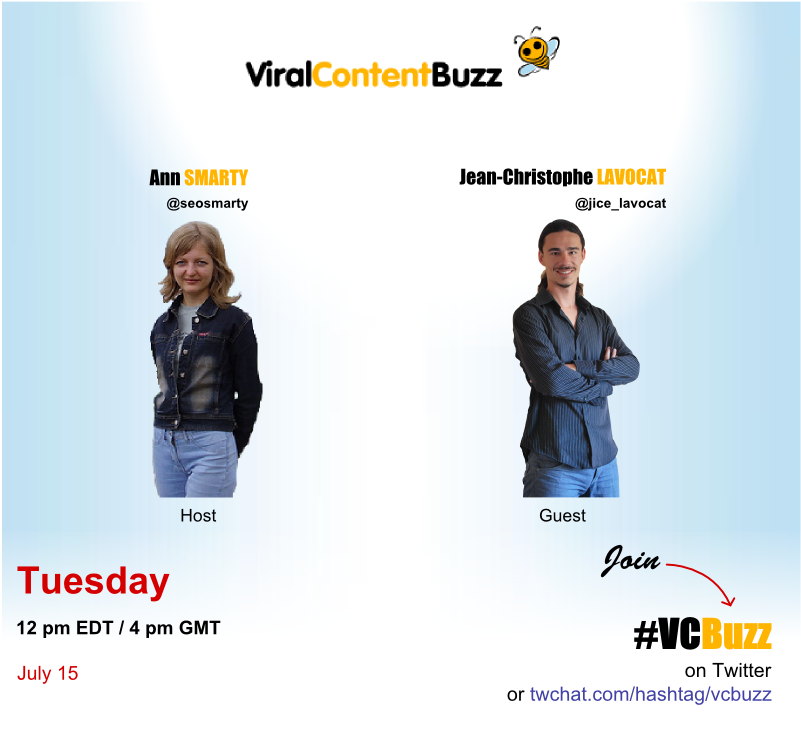 ViralContentBuzz
Ann SMARTY
@seosmarty
Jean-Christophe LAVOCAT
@jice_lavocat
Host
Guest
Tuesday
12 pm EDT / 4 pm GMT
July 15
Join
#VCBuzz
on Twitter
or twchat.com/hashtag/vcbuzz